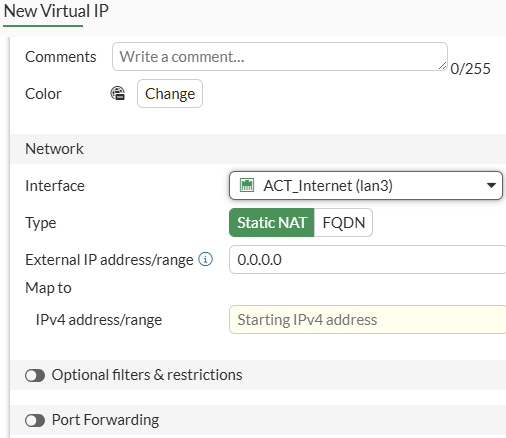 New Virtual IP
Comments
Write a comment...
0/255
Color
Change
Network
Interface
ACT_Internet (lan3)
Type
Static NAT
FQDN
External IP address/range
0.0.0.0
Map to
IPv4 address/range
Starting IPv4 address
Optional filters & restrictions
Port Forwarding